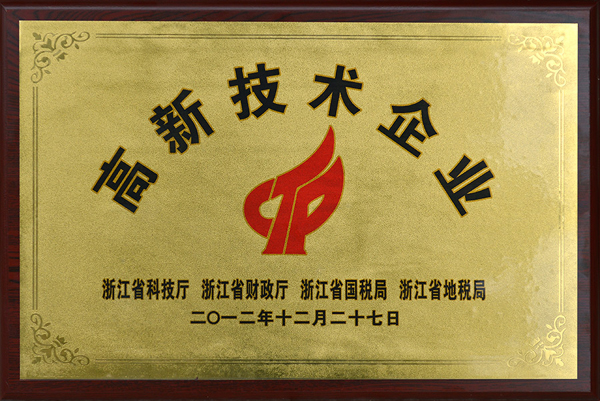 高新技术企业
浙江省科技厅 浙江省财政厅 浙江省国税局 浙江省地税局
二〇一二年十二月二十七日